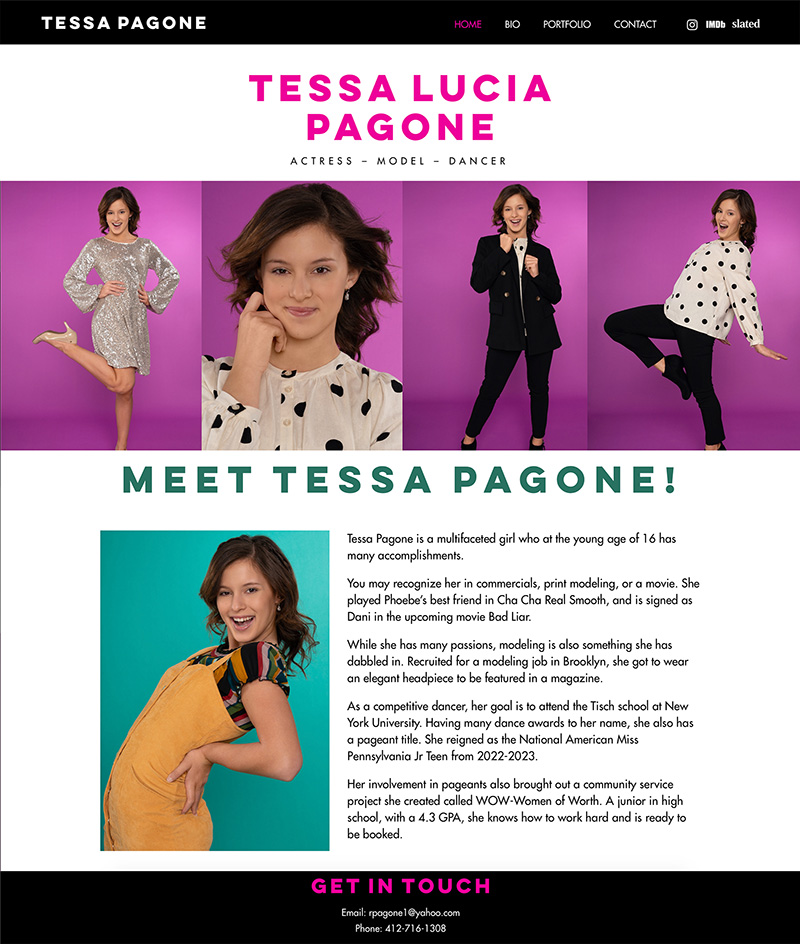 TESSA PAGONE
HOME BIO PORTFOLIO CONTACT IMDb slated
TESSA LUCIA
PAGONE
ACTRESS – MODEL – DANCER
MEET TESSA PAGONE!
Tessa Pagone is a multifaceted girl who at the young age of 16 has
many accomplishments.
You may recognize her in commercials, print modeling, or a movie. She
played Phoebe's best friend in Cha Cha Real Smooth, and is signed as
Dani in the upcoming movie Bad Liar.
While she has many passions, modeling is also something she has
dabbled in. Recruited for a modeling job in Brooklyn, she got to wear
an elegant headpiece to be featured in a magazine.
As a competitive dancer, her goal is to attend the Tisch school at New
York University. Having many dance awards to her name, she also has
a pageant title. She reigned as the National American Miss
Pennsylvania Jr Teen from 2022-2023.
Her involvement in pageants also brought out a community service
project she created called WOW-Women of Worth. A junior in high
school, with a 4.3 GPA, she knows how to work hard and is ready to
be booked.
GET IN TOUCH
Email: rpagone1@yahoo.com
Phone: 412-716-1308